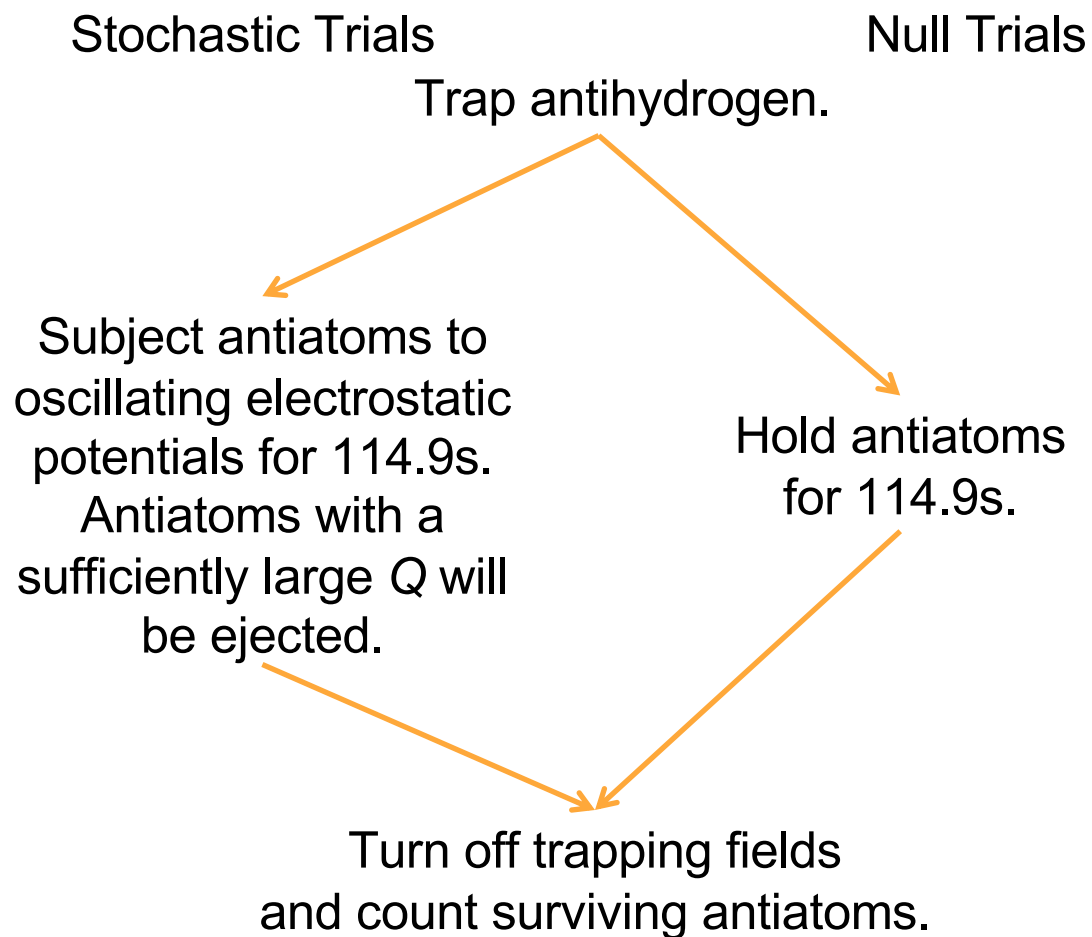 Stochastic Trials
Null Trials
Trap antihydrogen.
Subject antiatoms to
oscillating electrostatic
potentials for 114.9s.
Antiatoms with a
sufficiently large Q will
be ejected.
Hold antiatoms
for 114.9s.
Turn off trapping fields
and count surviving antiatoms.